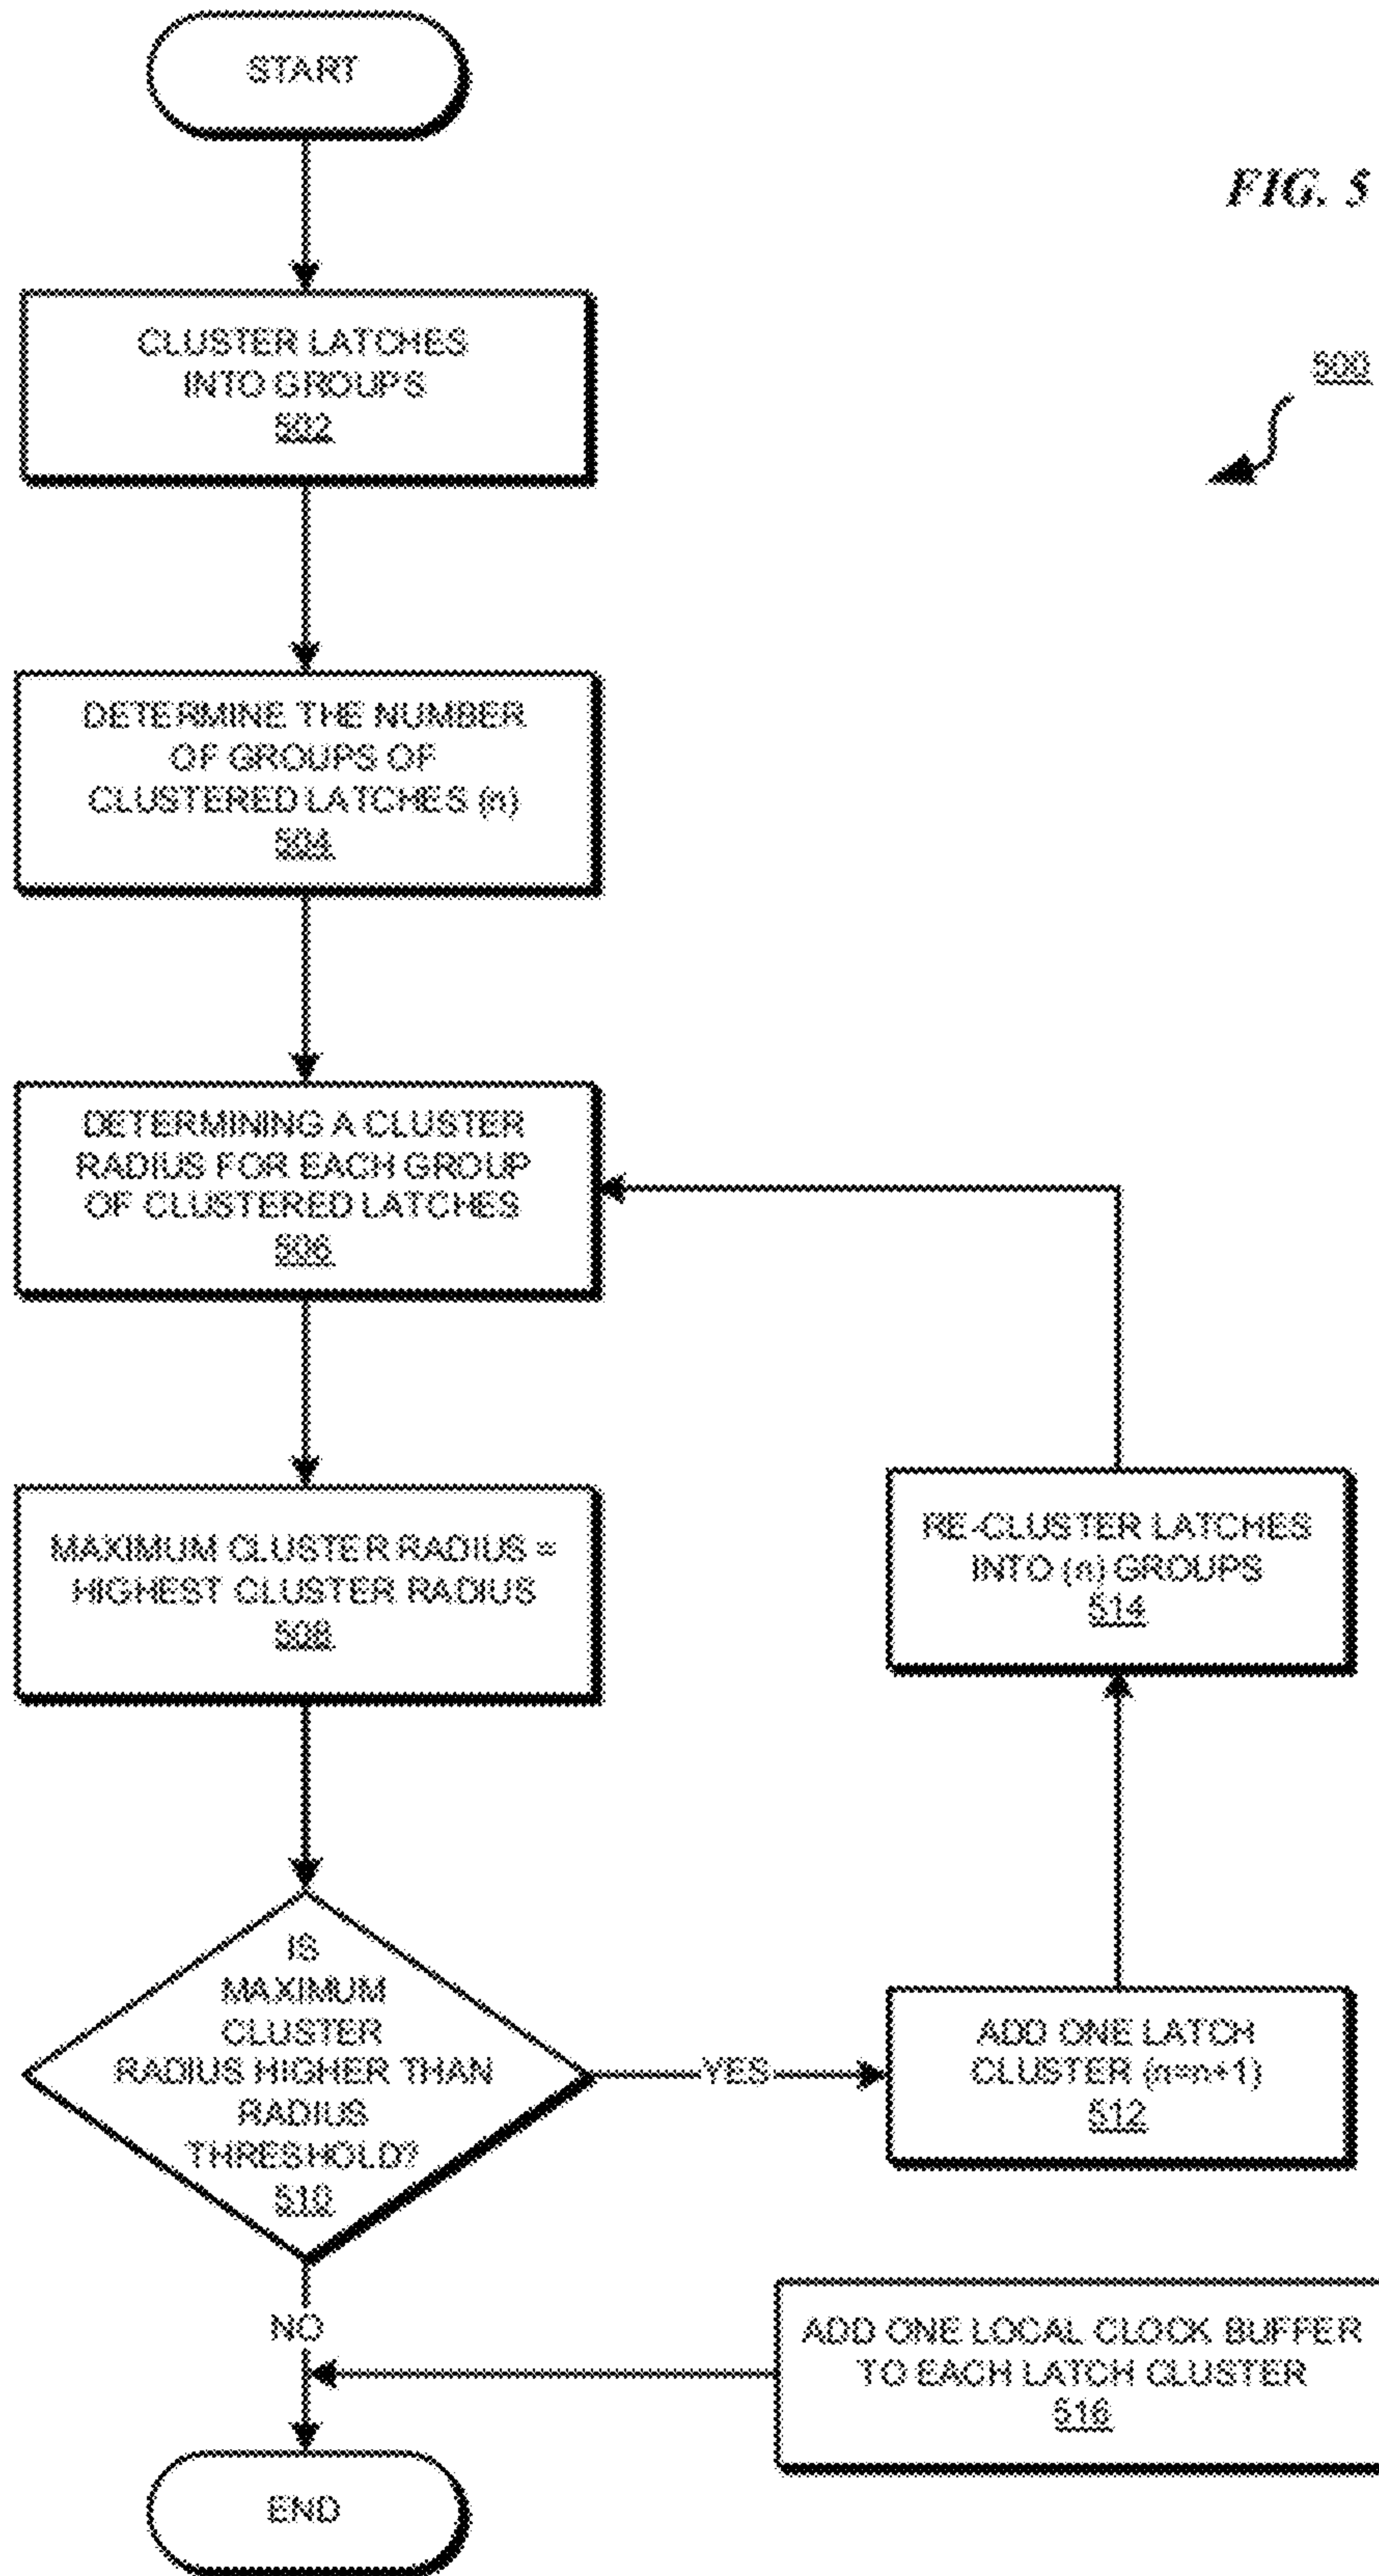 START
FIG. 5
500
CLUSTER LATCHES
INTO GROUPS
502
DETERMINE THE NUMBER
OF GROUPS OF
CLUSTERED LATCHES (n)
504
DETERMINING A CLUSTER
RADIUS FOR EACH GROUP
OF CLUSTERED LATCHES
506
MAXIMUM CLUSTER RADIUS =
HIGHEST CLUSTER RADIUS
508
RE-CLUSTER LATCHES
INTO (n) GROUPS
514
IS
MAXIMUM
CLUSTER
RADIUS HIGHER THAN
RADIUS
THRESHOLD?
510
YES
ADD ONE LATCH
CLUSTER (n=n+1)
512
NO
ADD ONE LOCAL CLOCK BUFFER
TO EACH LATCH CLUSTER
516
END